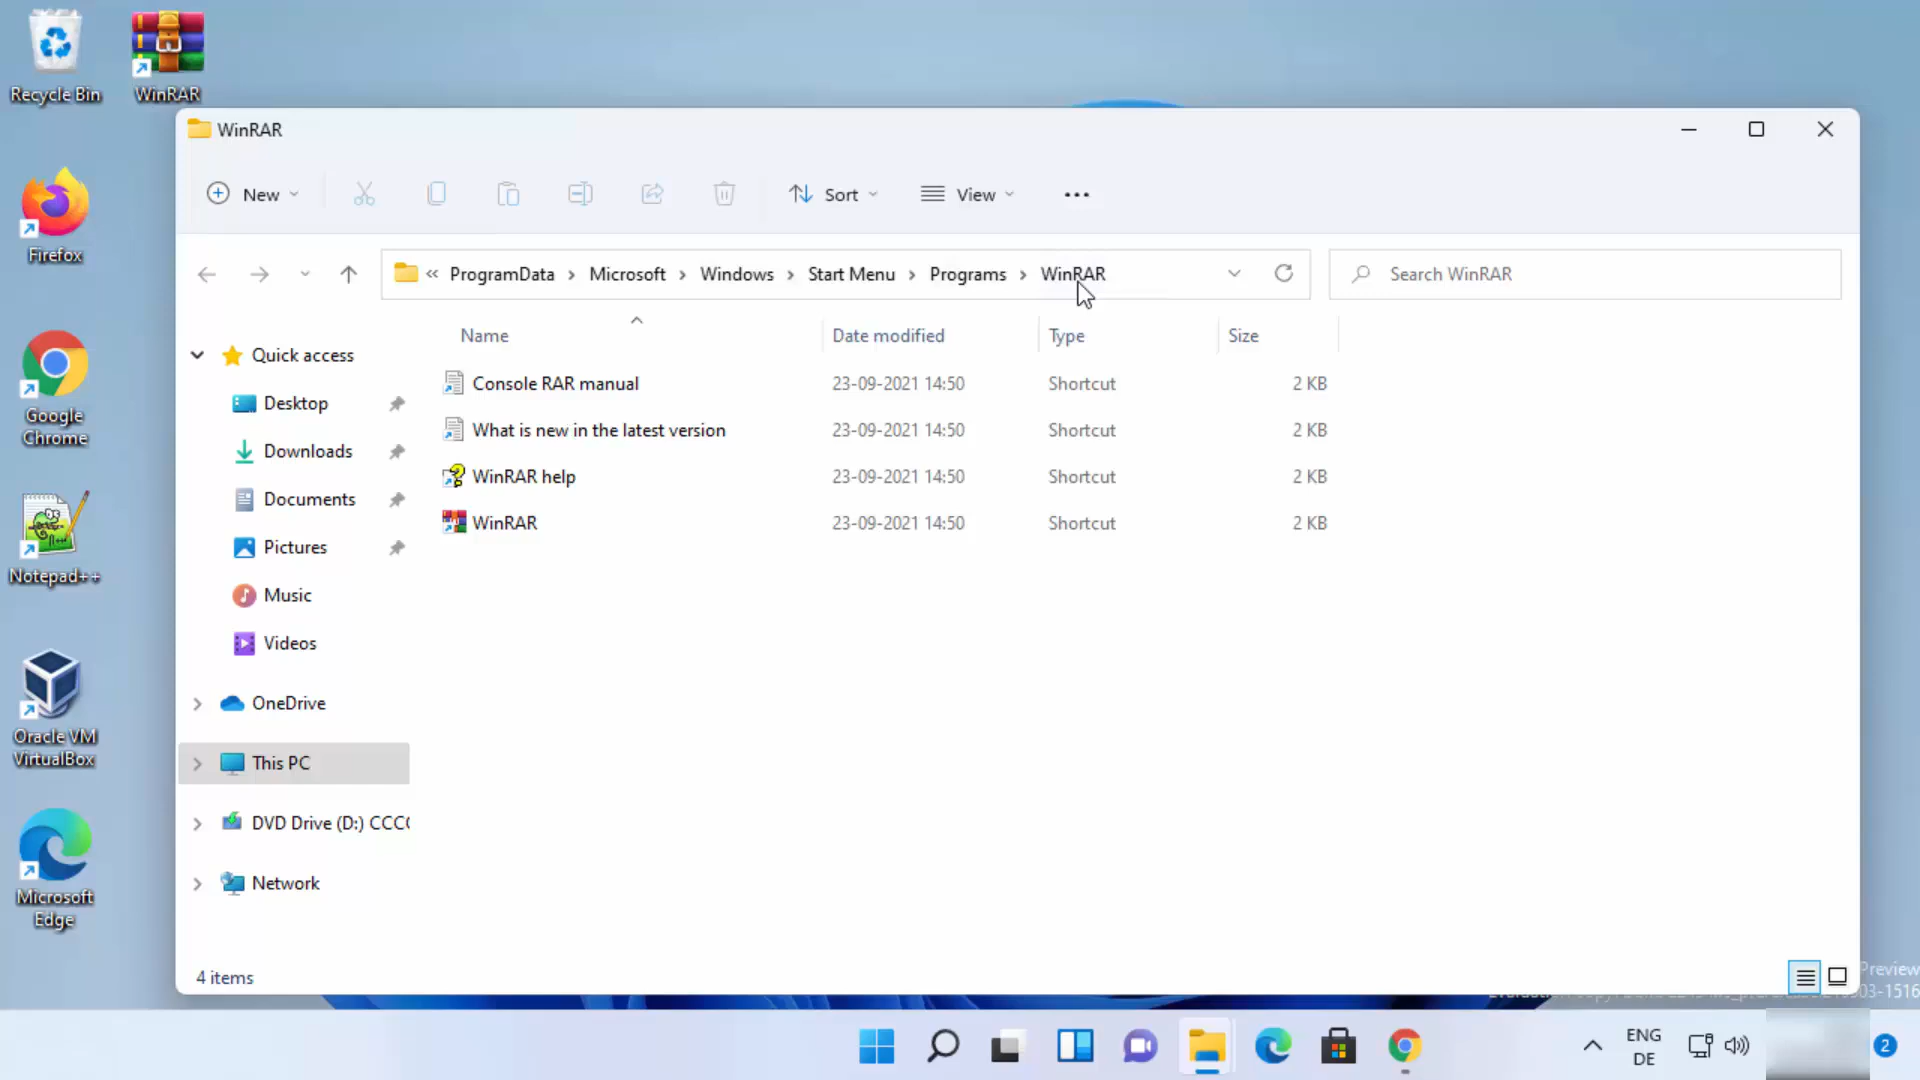 Recycle Bin
WinRAR
Firefox
Google
Chrome
Notepad++
Oracle VM
VirtualBox
Microsoft
Edge
WinRAR
New
Sort
View
« ProgramData > Microsoft > Windows > Start Menu > Programs > WinRAR
Search WinRAR
Name Date modified Type Size
Console RAR manual 23-09-2021 14:50 Shortcut 2 KB
What is new in the latest version 23-09-2021 14:50 Shortcut 2 KB
WinRAR help 23-09-2021 14:50 Shortcut 2 KB
WinRAR 23-09-2021 14:50 Shortcut 2 KB
Quick access
Desktop
Downloads
Documents
Pictures
Music
Videos
OneDrive
This PC
DVD Drive (D:) CCC
Network
4 items
Preview
03-1516
ENG
DE
2